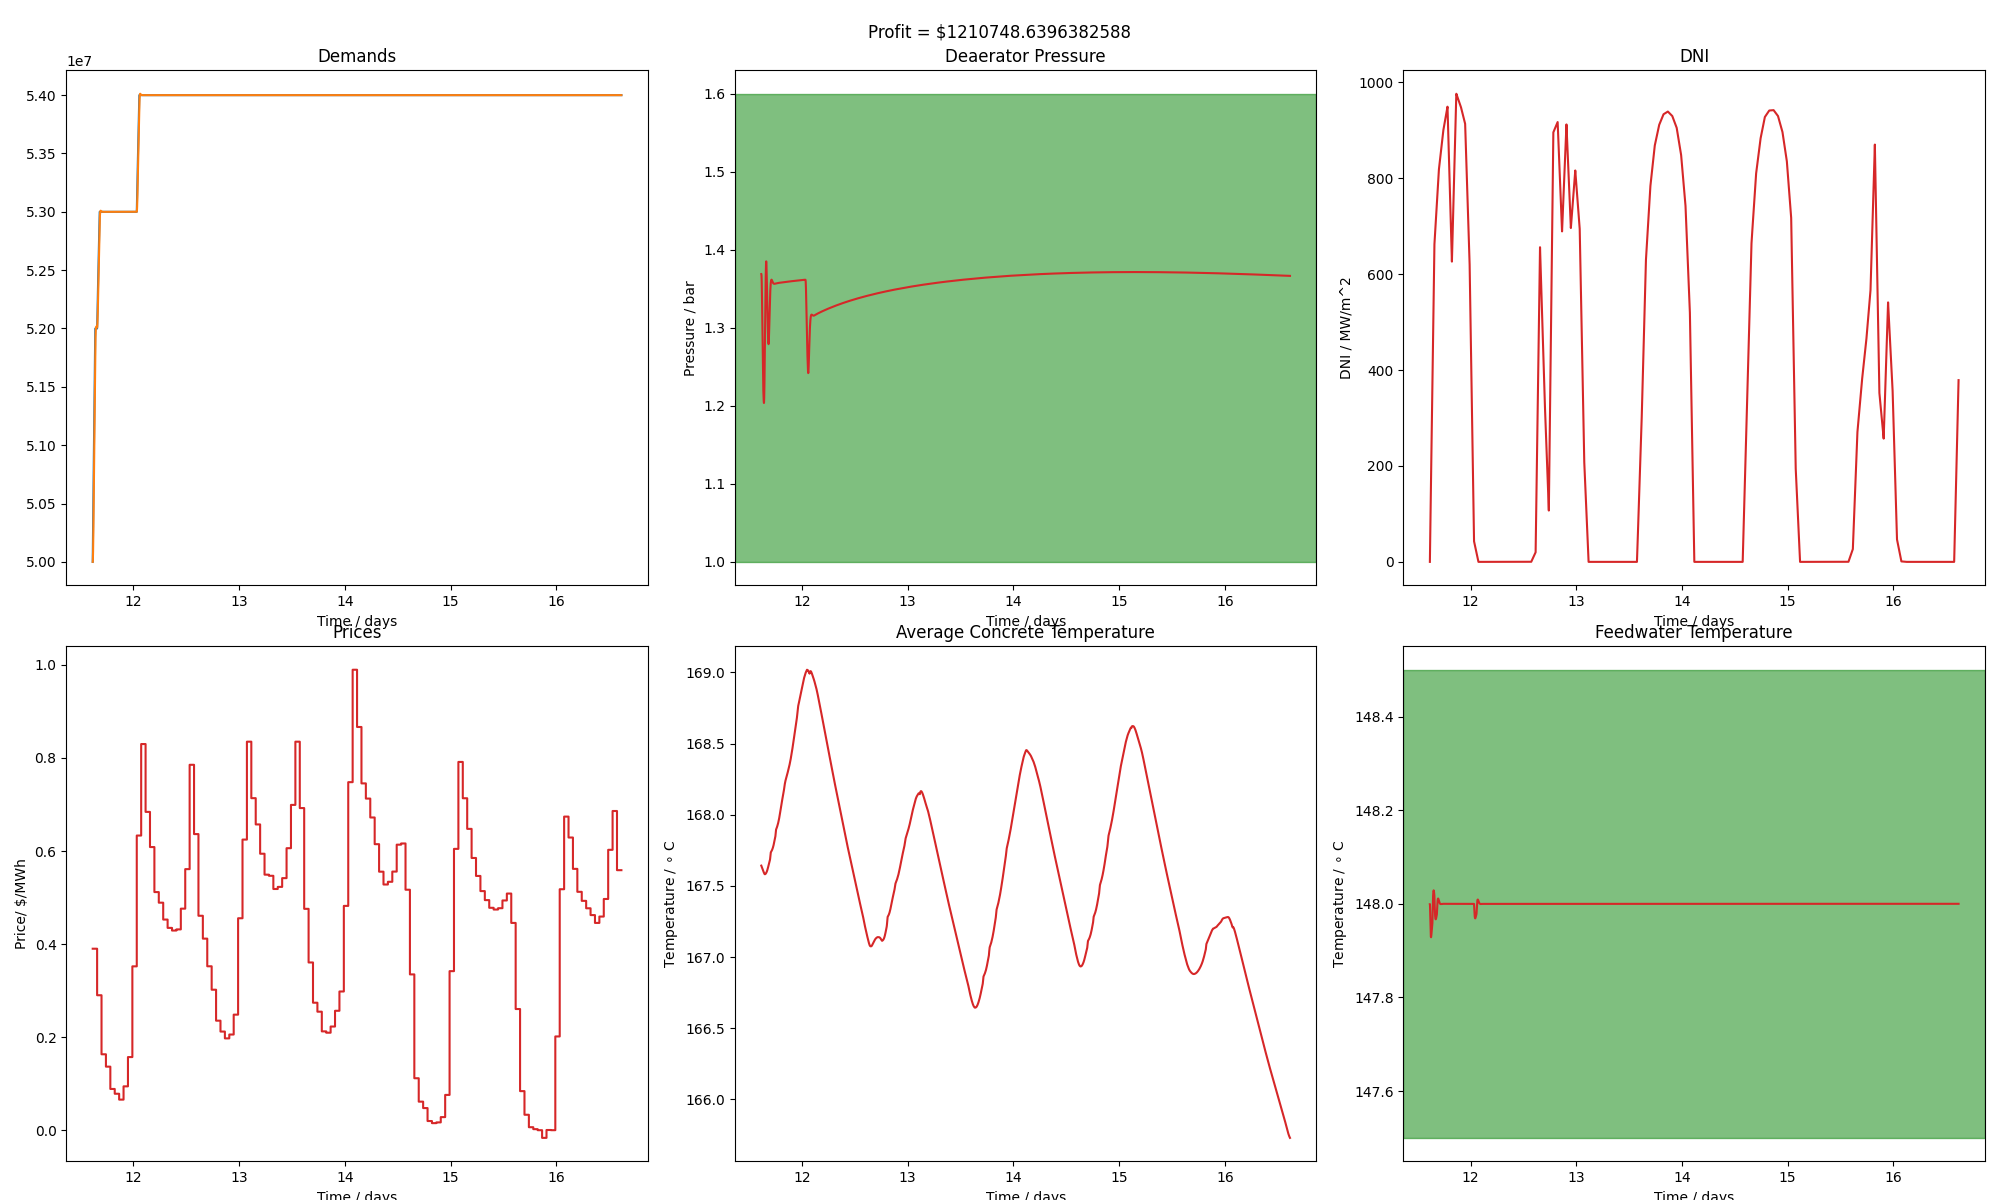 Profit = $1210748.6396382588
Demands
1e7
5.40
5.35
5.30
5.25
5.20
5.15
5.10
5.05
5.00
12 13 14 15 16
Time / days
Deaerator Pressure
Pressure / bar
1.6
1.5
1.4
1.3
1.2
1.1
1.0
12 13 14 15 16
Time / days
DNI
DNI / MW/m^2
1000
800
600
400
200
0
12 13 14 15 16
Time / days
Prices
Price/ $/MWh
1.0
0.8
0.6
0.4
0.2
0.0
12 13 14 15 16
Time / days
Average Concrete Temperature
Temperature / ∘ C
169.0
168.5
168.0
167.5
167.0
166.5
166.0
12 13 14 15 16
Time / days
Feedwater Temperature
Temperature / ∘ C
148.4
148.2
148.0
147.8
147.6
12 13 14 15 16
Time / days